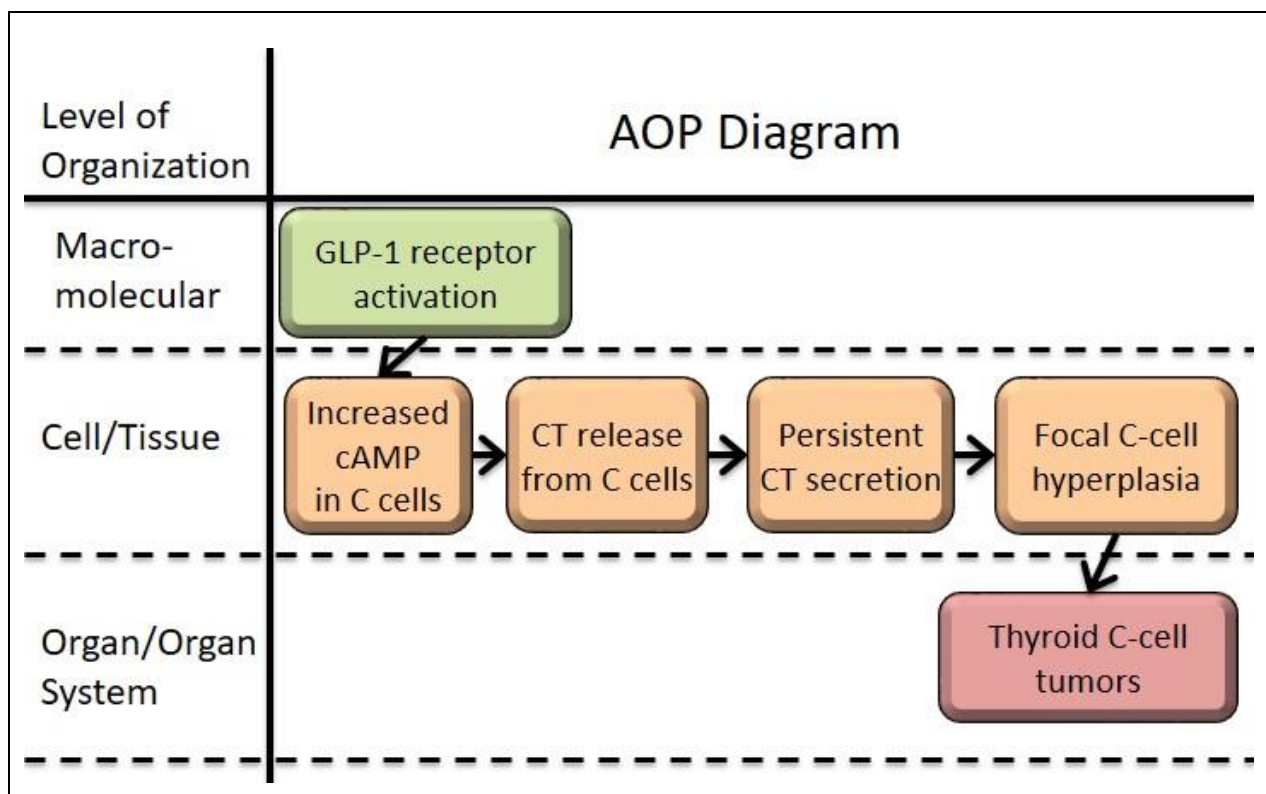 Level of
Organization
AOP Diagram
Macro-
molecular
GLP-1 receptor
activation
Cell/Tissue
Increased
cAMP
in C cells
CT release
from C cells
Persistent
CT secretion
Focal C-cell
hyperplasia
Organ/Organ
System
Thyroid C-cell
tumors